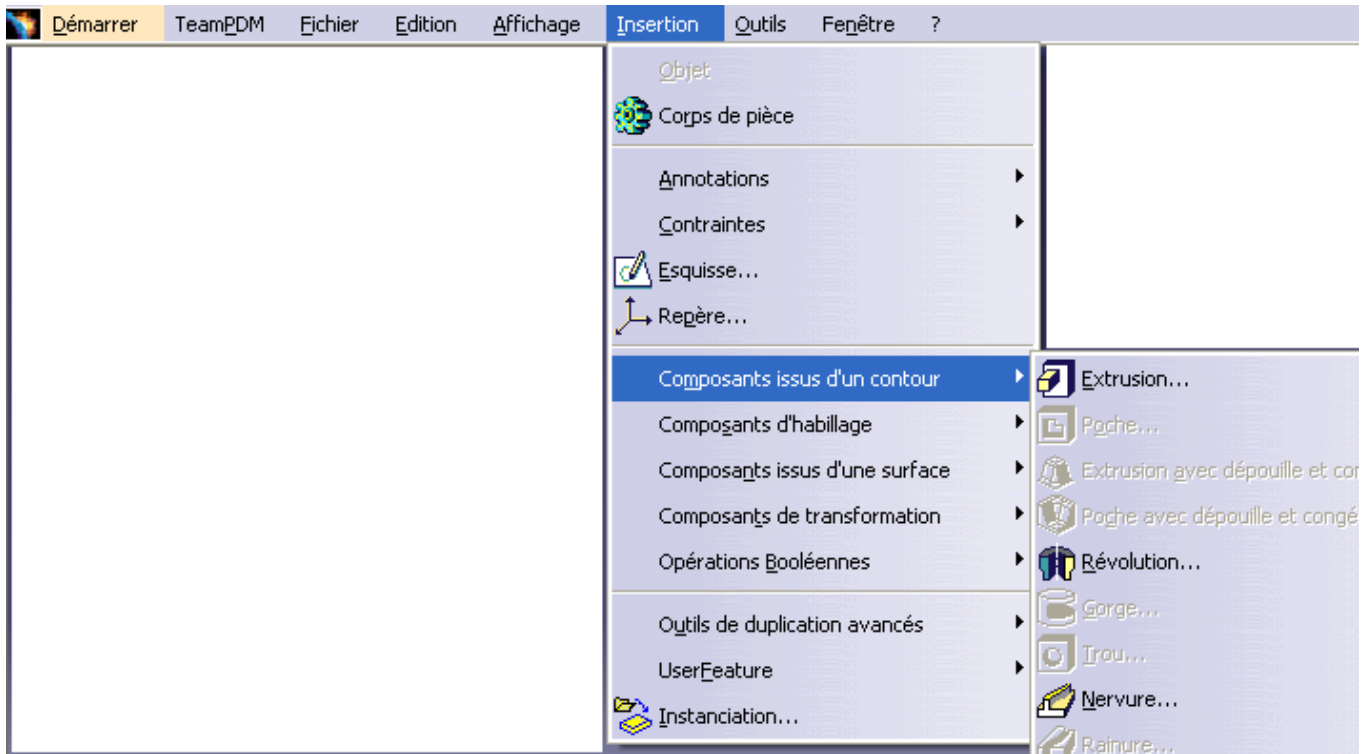 Démarrer TeamPDM Fichier Edition Affichage Insertion Outils Fenêtre ?
Objet
Corps de pièce
Annotations
Contraintes
Esquisse...
Repère...
Composants issus d'un contour
Composants d'habillage
Composants issus d'une surface
Composants de transformation
Opérations Booléennes
Outils de duplication avancés
UserFeature
Instanciation...
Extrusion...
Poche...
Extrusion avec dépouille et con
Poche avec dépouille et congé
Révolution...
Gorge...
Trou...
Nervure...
Rainure...